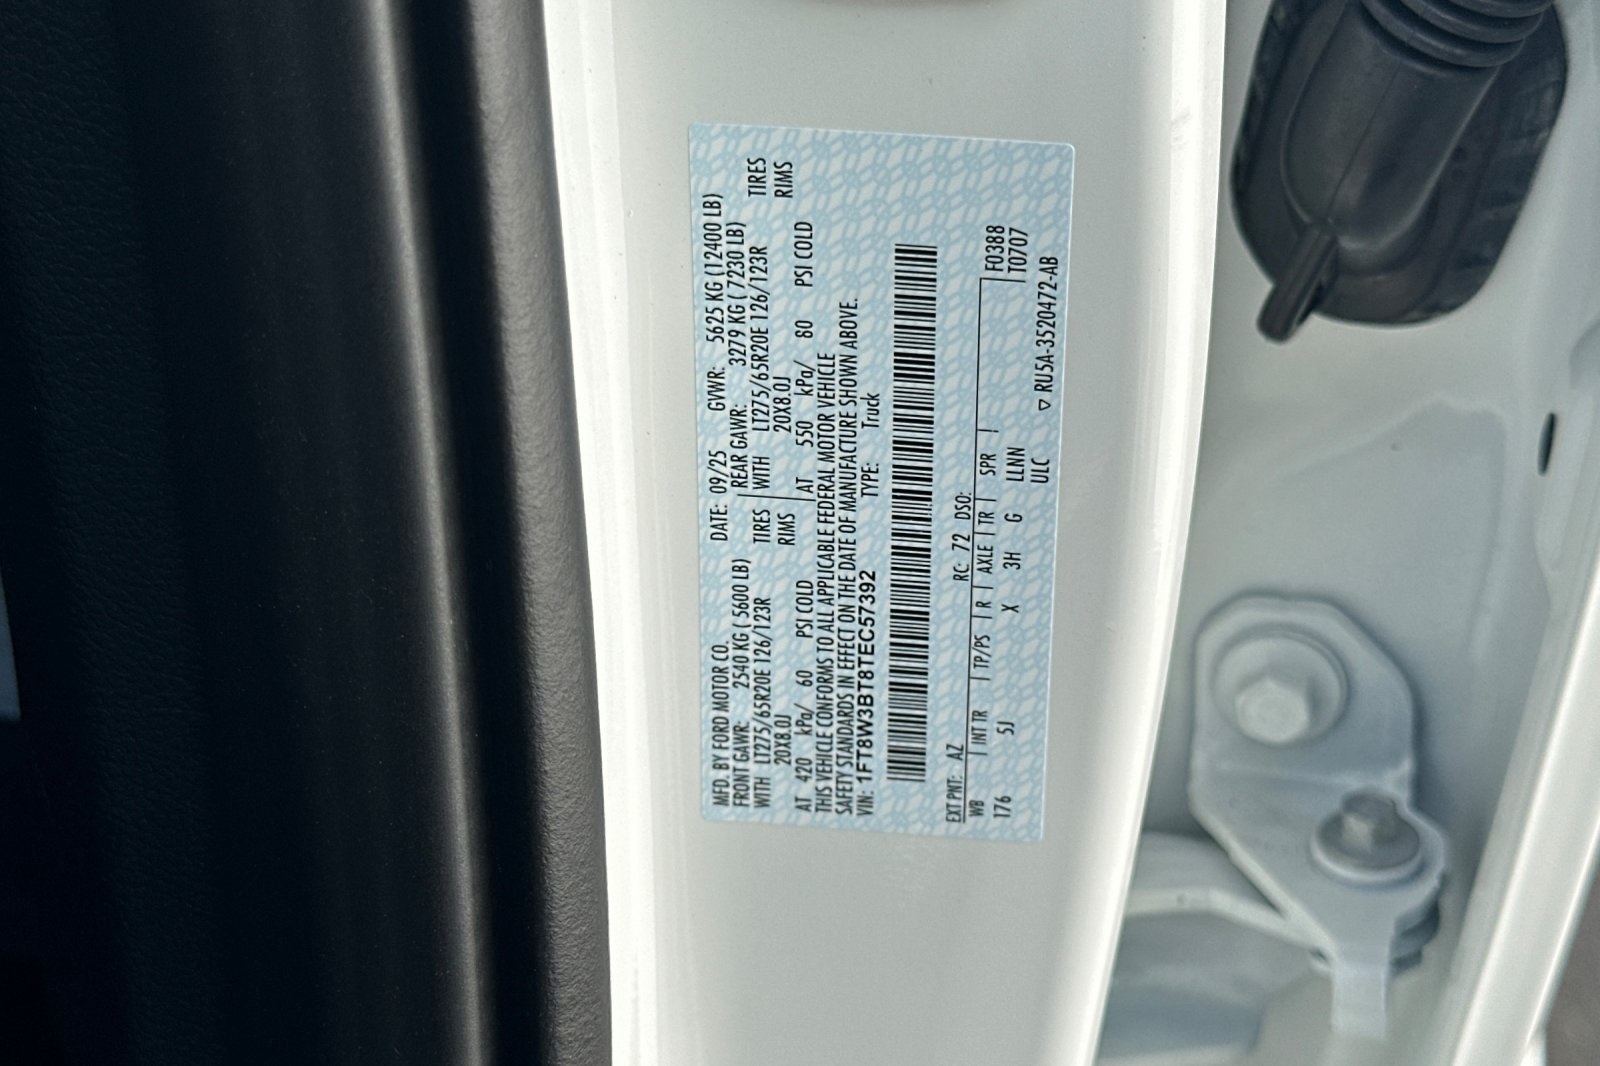 MFD. BY FORD MOTOR CO.
DATE: 09/25 GVWR: 5625 KG (12400 LB)
FRONT GAWR: 2540 KG ( 5600 LB) REAR GAWR: 3279 KG ( 7230 LB)
WITH LT275/65R20E 126/123R TIRES WITH LT275/65R20E 126/123R TIRES
20X8.0J RIMS 20X8.0J RIMS
AT 420 kPa/ 60 PSI COLD AT 550 kPa/ 80 PSI COLD
THIS VEHICLE CONFORMS TO ALL APPLICABLE FEDERAL MOTOR VEHICLE
SAFETY STANDARDS IN EFFECT ON THE DATE OF MANUFACTURE SHOWN ABOVE.
VIN: 1FT8W3BT8TEC57392 TYPE: Truck
EXT PNT: AZ RC: 72 DSO: F0388
WB INT TR TP/PS R AXLE TR SPR T0707
176 5J X 3H G LLNN
ULC ▽ RU5A-3520472-AB